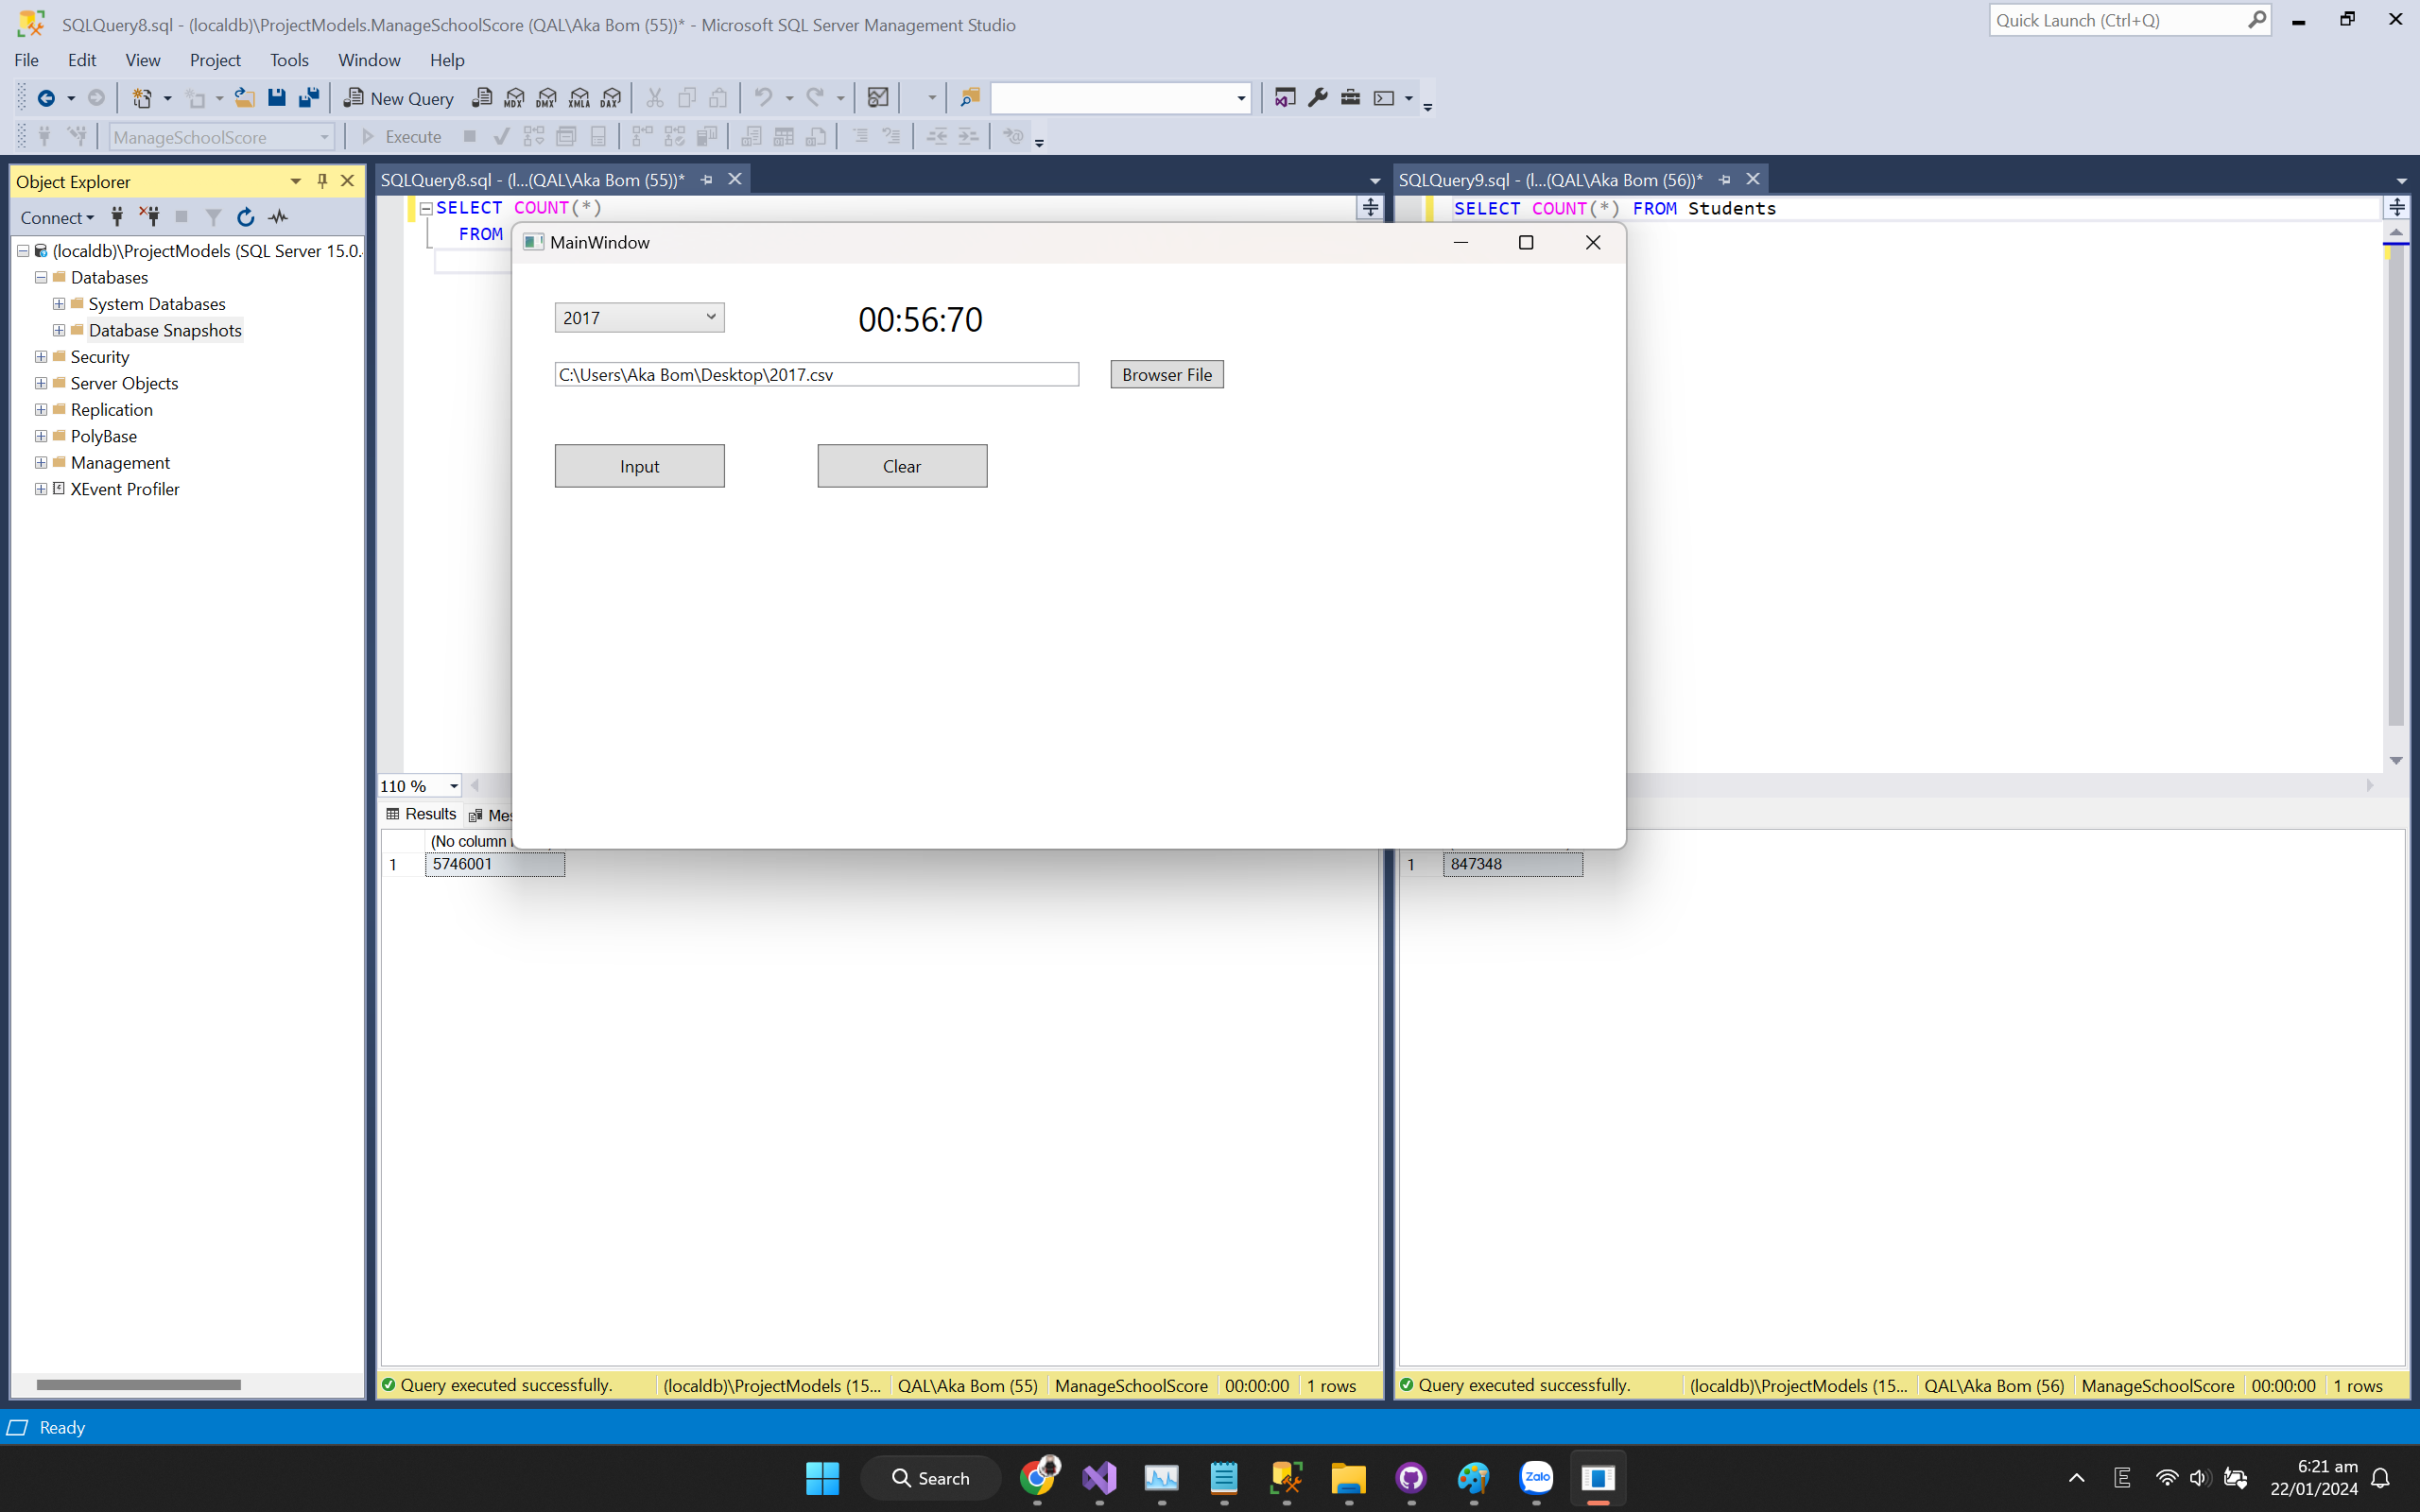 SQLQuery8.sql - (localdb)\ProjectModels.ManageSchoolScore (QAL\Aka Bom (55))* - Microsoft SQL Server Management Studio
Quick Launch (Ctrl+Q)
File Edit View Project Tools Window Help
New Query
MDX DMX XMLA DAX
ManageSchoolScore
Execute
Object Explorer
Connect
(localdb)\ProjectModels (SQL Server 15.0.
Databases
System Databases
Database Snapshots
Security
Server Objects
Replication
PolyBase
Management
XEvent Profiler
SQLQuery8.sql - (l...(QAL\Aka Bom (55))*
SELECT COUNT(*)
FROM
110 %
Results
(No column
1 5746001
Query executed successfully. (localdb)\ProjectModels (15... QAL\Aka Bom (55) ManageSchoolScore 00:00:00 1 rows
MainWindow
2017
00:56:70
C:\Users\Aka Bom\Desktop\2017.csv
Browser File
Input
Clear
SQLQuery9.sql - (l...(QAL\Aka Bom (56))*
SELECT COUNT(*) FROM Students
1 847348
Query executed successfully. (localdb)\ProjectModels (15... QAL\Aka Bom (56) ManageSchoolScore 00:00:00 1 rows
Ready
Search
Zalo
E
6:21 am
22/01/2024